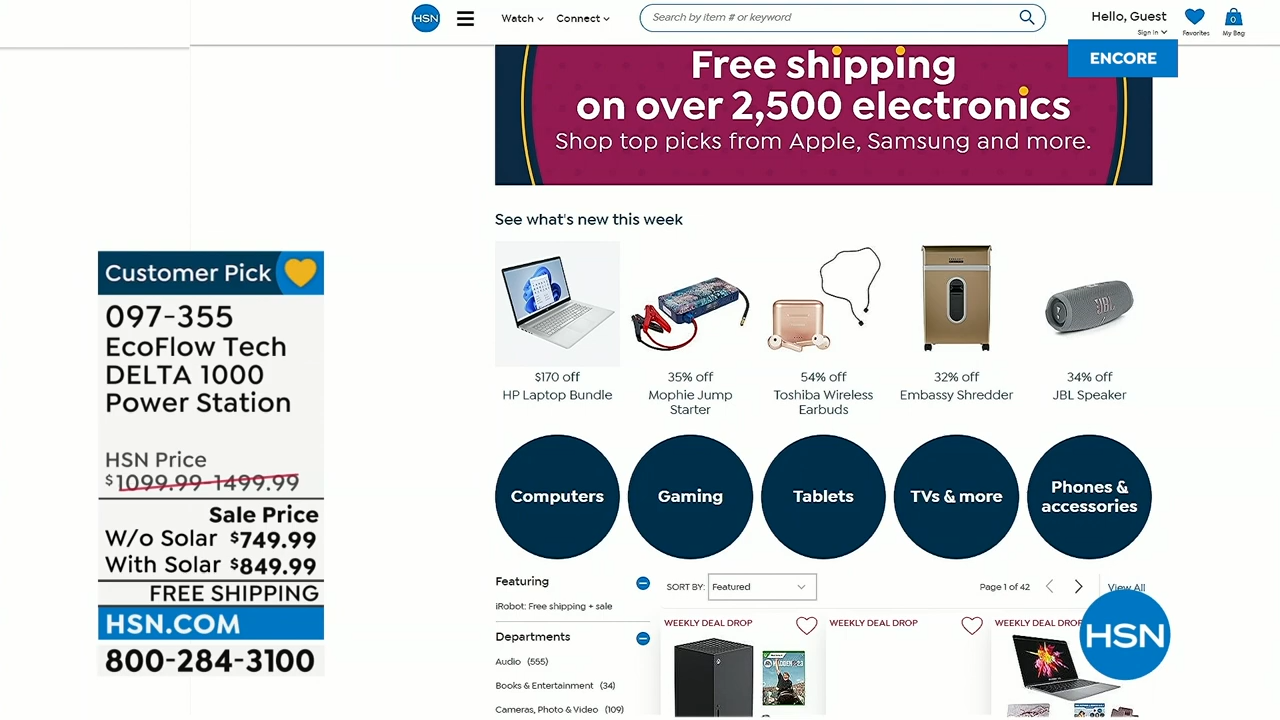 HSN
Watch
Connect
Search by item # or keyword
Hello, Guest
Sign In
Favorites
0
My Bag
ENCORE
Free shipping
on over 2,500 electronics
Shop top picks from Apple, Samsung and more.
See what's new this week
$170 off
HP Laptop Bundle
35% off
Mophie Jump
Starter
54% off
Toshiba Wireless
Earbuds
32% off
Embassy Shredder
JBL
34% off
JBL Speaker
Computers
Gaming
Tablets
TVs & more
Phones &
accessories
Featuring
iRobot: Free shipping + sale
Departments
Audio (555)
Books & Entertainment (34)
Cameras, Photo & Video (109)
SORT BY: Featured
Page 1 of 42
View All
WEEKLY DEAL DROP
WEEKLY DEAL DROP
WEEKLY DEAL DROP
MADDEN 23
HSN
Customer Pick
097-355
EcoFlow Tech
DELTA 1000
Power Station
HSN Price
$1099.99-1499.99
Sale Price
W/o Solar $749.99
With Solar $849.99
FREE SHIPPING
HSN.COM
800-284-3100